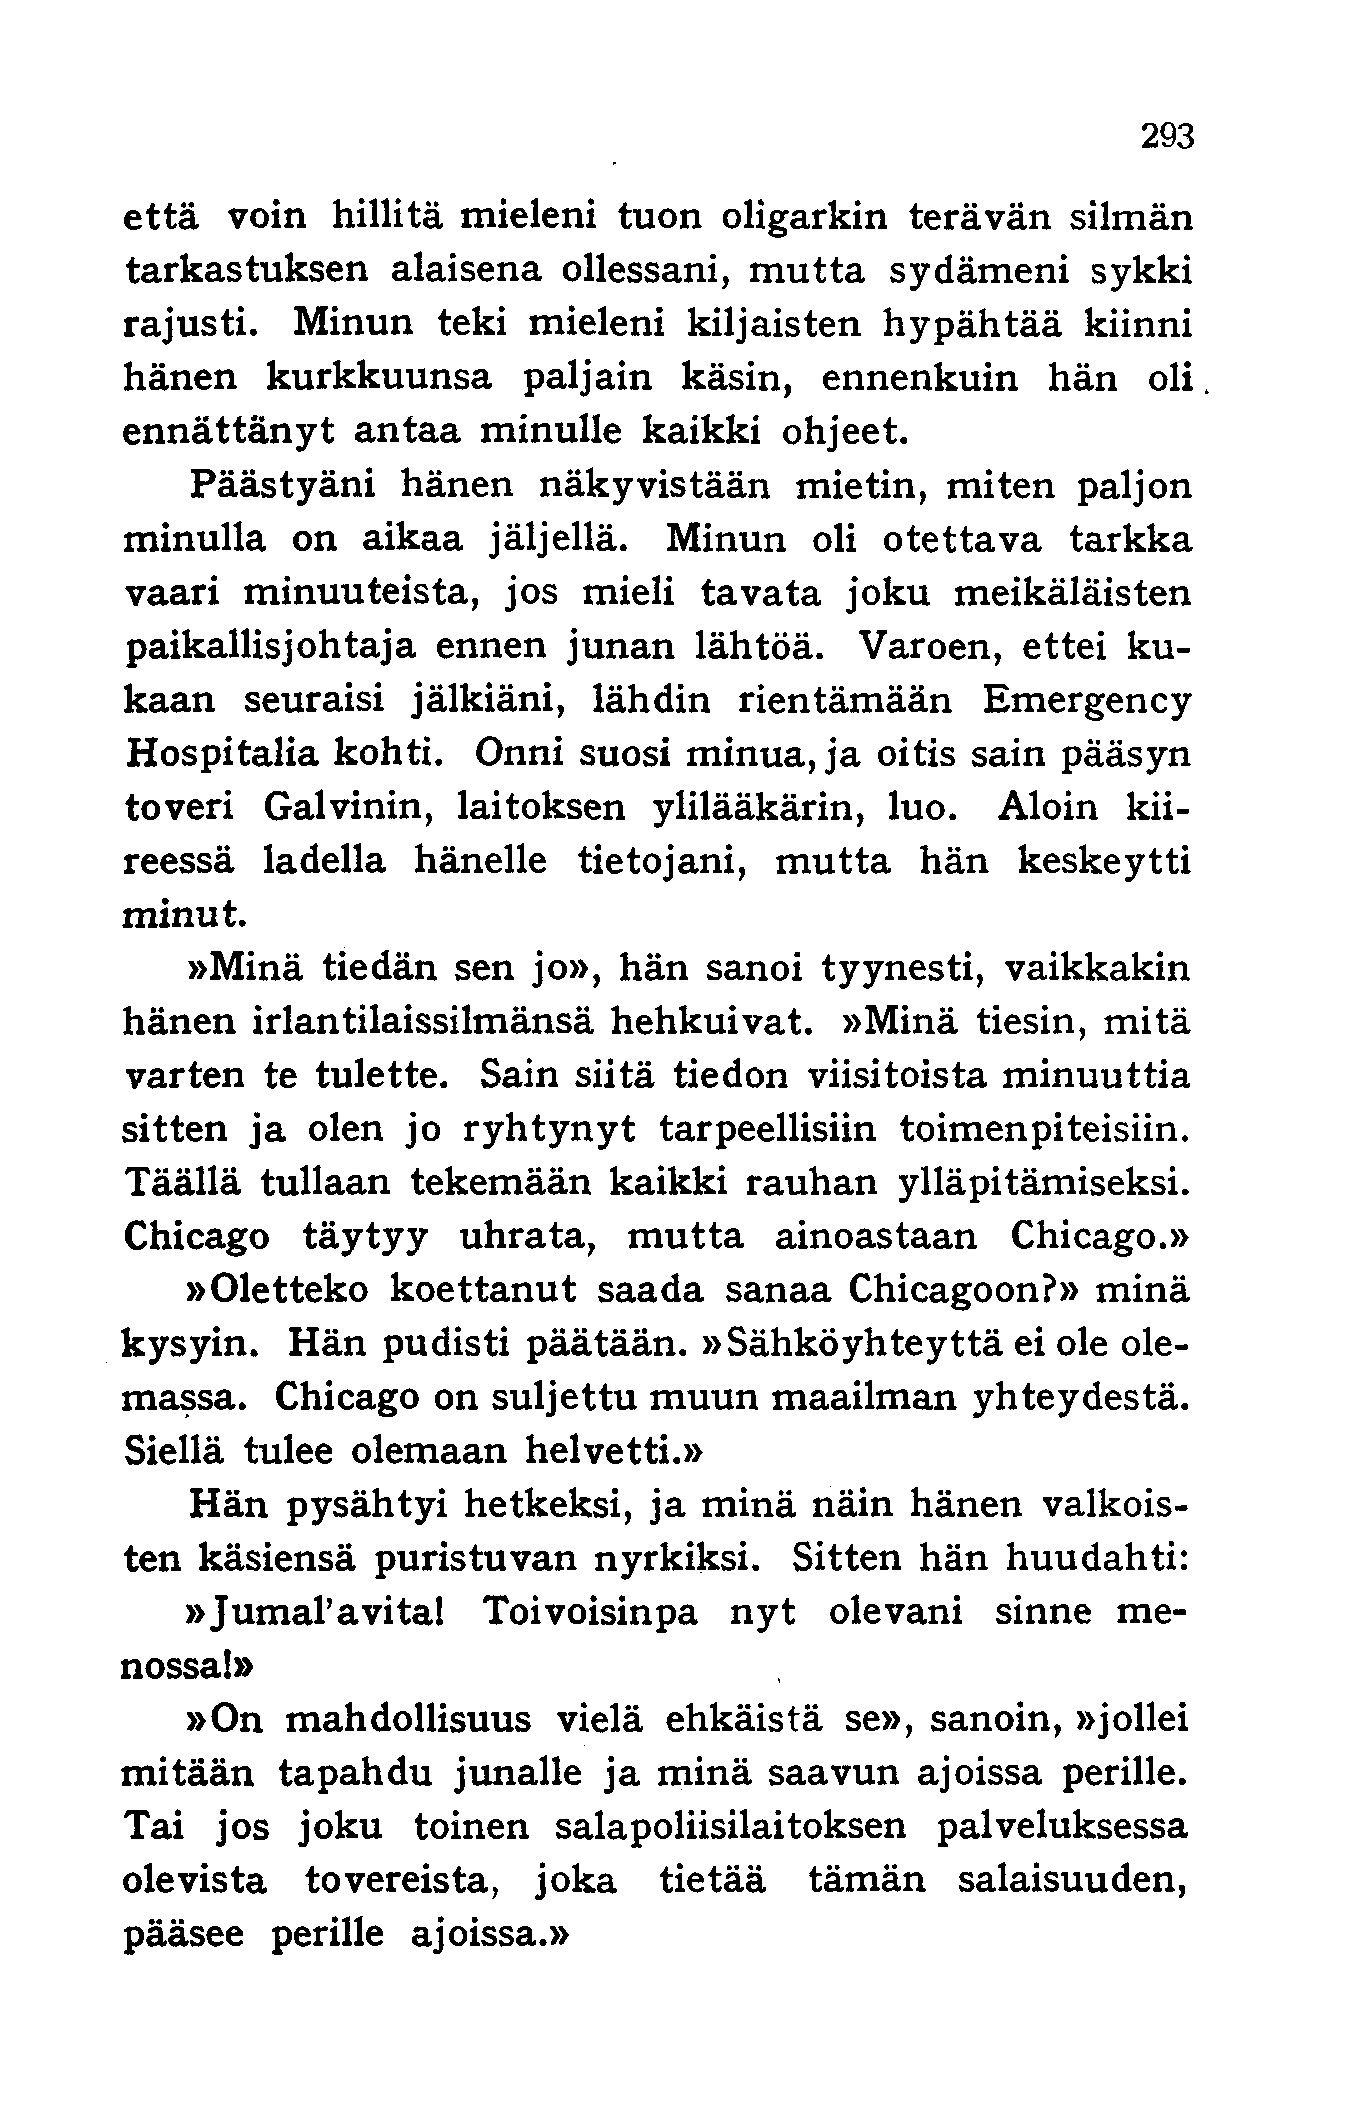 293
että voin hillitä mieleni tuon oligarkin terävän silmän
tarkastuksen alaisena ollessani, mutta sydämeni sykki
rajusti. Minun teki mieleni kiljaisten hypähtää kiinni
hänen kurkkuunsa paljain käsin, ennenkuin hän oli
ennättänyt antaa minulle kaikki ohjeet.
Päästyäni hänen näkyvistään mietin, miten paljon
minulla on aikaa jäljellä. Minun oli otettava tarkka
vaari minuuteista, jos mieli tavata joku meikäläisten
paikallisjohtaja ennen junan lähtöä. Varoen, ettei ku-
kaan seuraisi jälkiäni, lähdin rientämään Emergency
Hospitalia kohti. Onni suosi minua, ja oitis sain pääsyn
toveri Galvinin, laitoksen ylilääkärin, luo. Aloin kii-
reessä ladella hänelle tietojani, mutta hän keskeytti
minut.
»Minä tiedän sen jo», hän sanoi tyynesti, vaikkakin
hänen irlantilaissilmänsä hehkuivat. »Minä tiesin, mitä
varten te tulette. Sain siitä tiedon viisitoista minuuttia
sitten ja olen jo ryhtynyt tarpeellisiin toimenpiteisiin.
Täällä tullaan tekemään kaikki rauhan ylläpitämiseksi.
Chicago täytyy uhrata, mutta ainoastaan Chicago.»
»Oletteko koettanut saada sanaa Chicagoon?» minä
kysyin. Hän pudisti päätään. »Sähköyhteyttä ei ole ole-
massa. Chicago on suljettu muun maailman yhteydestä.
Siellä tulee olemaan helvetti.»
Hän pysähtyi hetkeksi, ja minä näin hänen valkois-
ten käsiensä puristuvan nyrkiksi. Sitten hän huudahti:
»Jumal’avita! Toivoisinpa nyt olevani sinne me-
nossa!»
»On mahdollisuus vielä ehkäistä se», sanoin, »jollei
mitään tapahdu junalle ja minä saavun ajoissa perille.
Tai jos joku toinen salapoliisilaitoksen palveluksessa
olevista tovereista, joka tietää tämän salaisuuden,
pääsee perille ajoissa.»